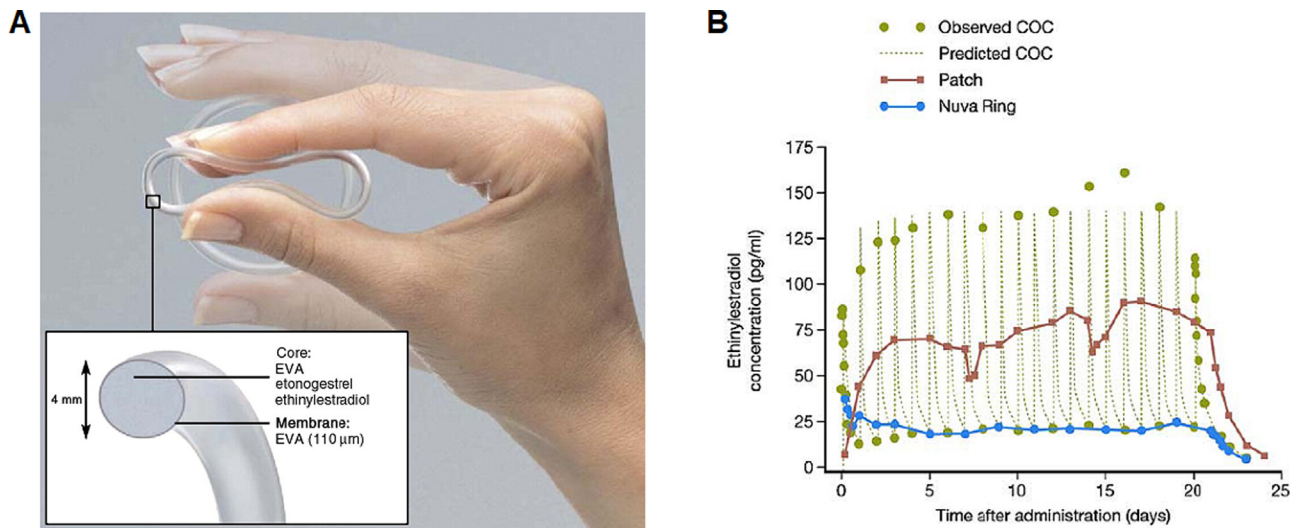 A
Core:
EVA
etonogestrel
ethinylestradiol
4 mm
Membrane:
EVA (110 μm)
B
Observed COC
Predicted COC
Patch
Nuva Ring
Ethinylestradiol
concentration (pg/ml)
175
150
125
100
75
50
25
0
0 5 10 15 20 25
Time after administration (days)